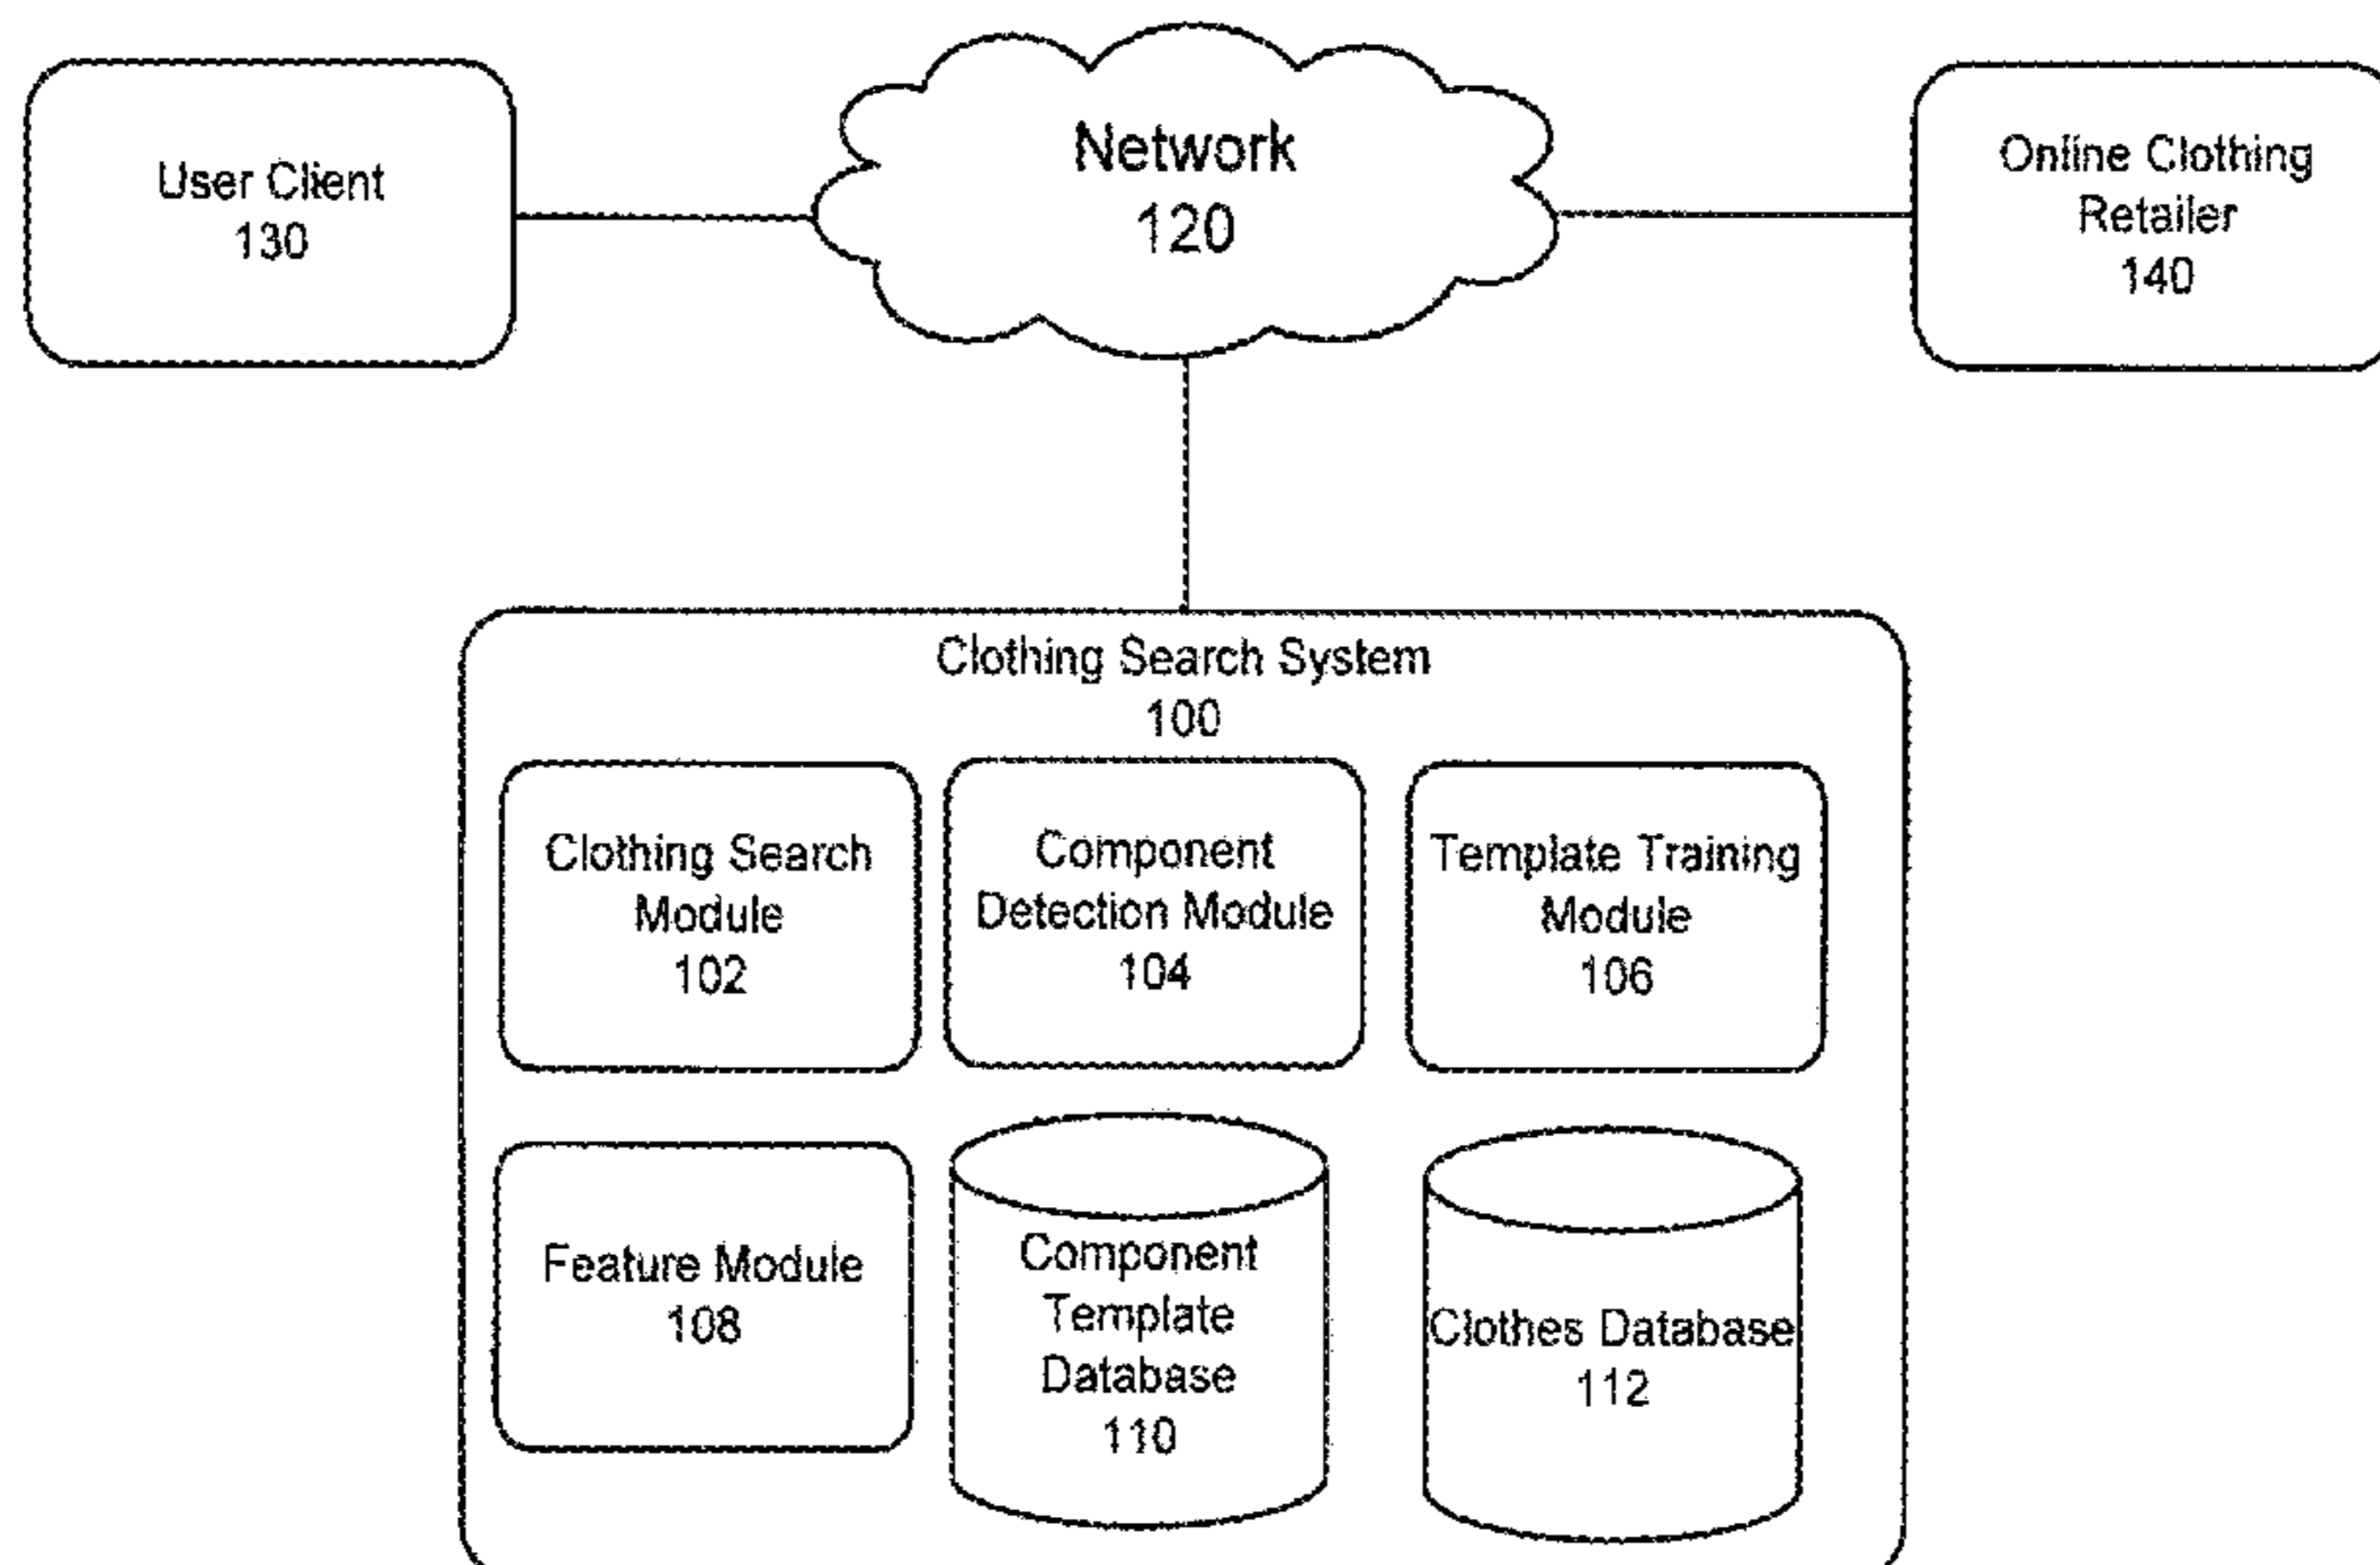 User Client
130
Network
120
Online Clothing
Retailer
140
Clothing Search System
100
Clothing Search
Module
102
Component
Detection Module
104
Template Training
Module
106
Feature Module
108
Component
Template
Database
110
Clothes Database
112